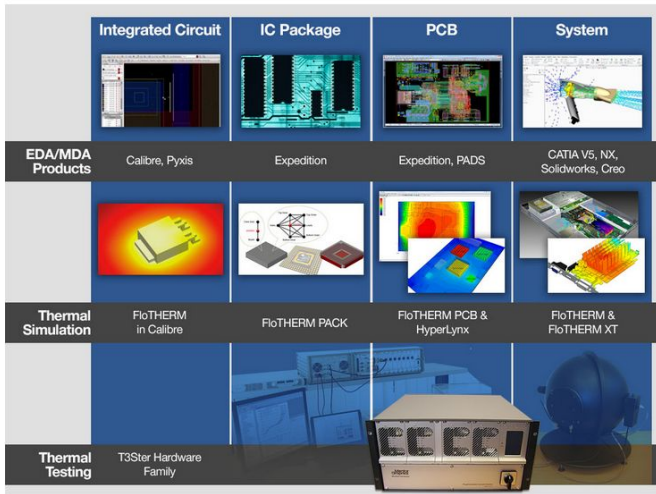 Integrated Circuit
IC Package
PCB
System
EDA/MDA
Products
Calibre, Pyxis
Expedition
Expedition, PADS
CATIA V5, NX,
Solidworks, Creo
Thermal
Simulation
FloTHERM
in Calibre
FloTHERM PACK
FloTHERM PCB &
HyperLynx
FloTHERM &
FloTHERM XT
Thermal
Testing
T3Ster Hardware
Family